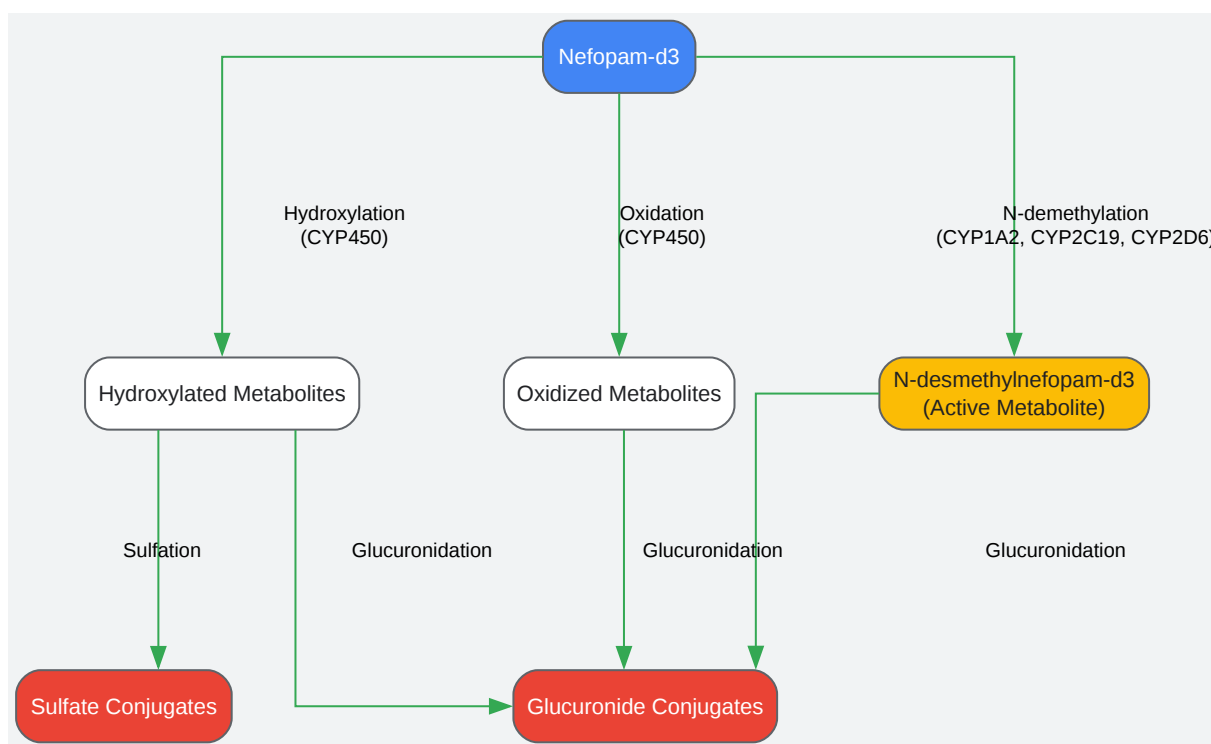 Nefopam-d3
Hydroxylation
(CYP450)
Oxidation
(CYP450)
N-demethylation
(CYP1A2, CYP2C19, CYP2D6)
Hydroxylated Metabolites
Oxidized Metabolites
N-desmethylnefopam-d3
(Active Metabolite)
Sulfation
Glucuronidation
Glucuronidation
Glucuronidation
Sulfate Conjugates
Glucuronide Conjugates